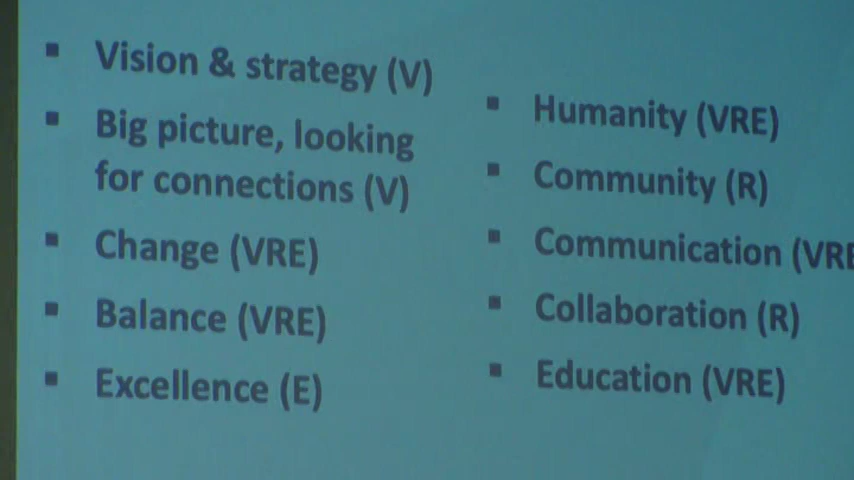 Vision & strategy (V)
Big picture, looking
for connections (V)
Change (VRE)
Balance (VRE)
Excellence (E)
Humanity (VRE)
Community (R)
Communication (VRE
Collaboration (R)
Education (VRE)